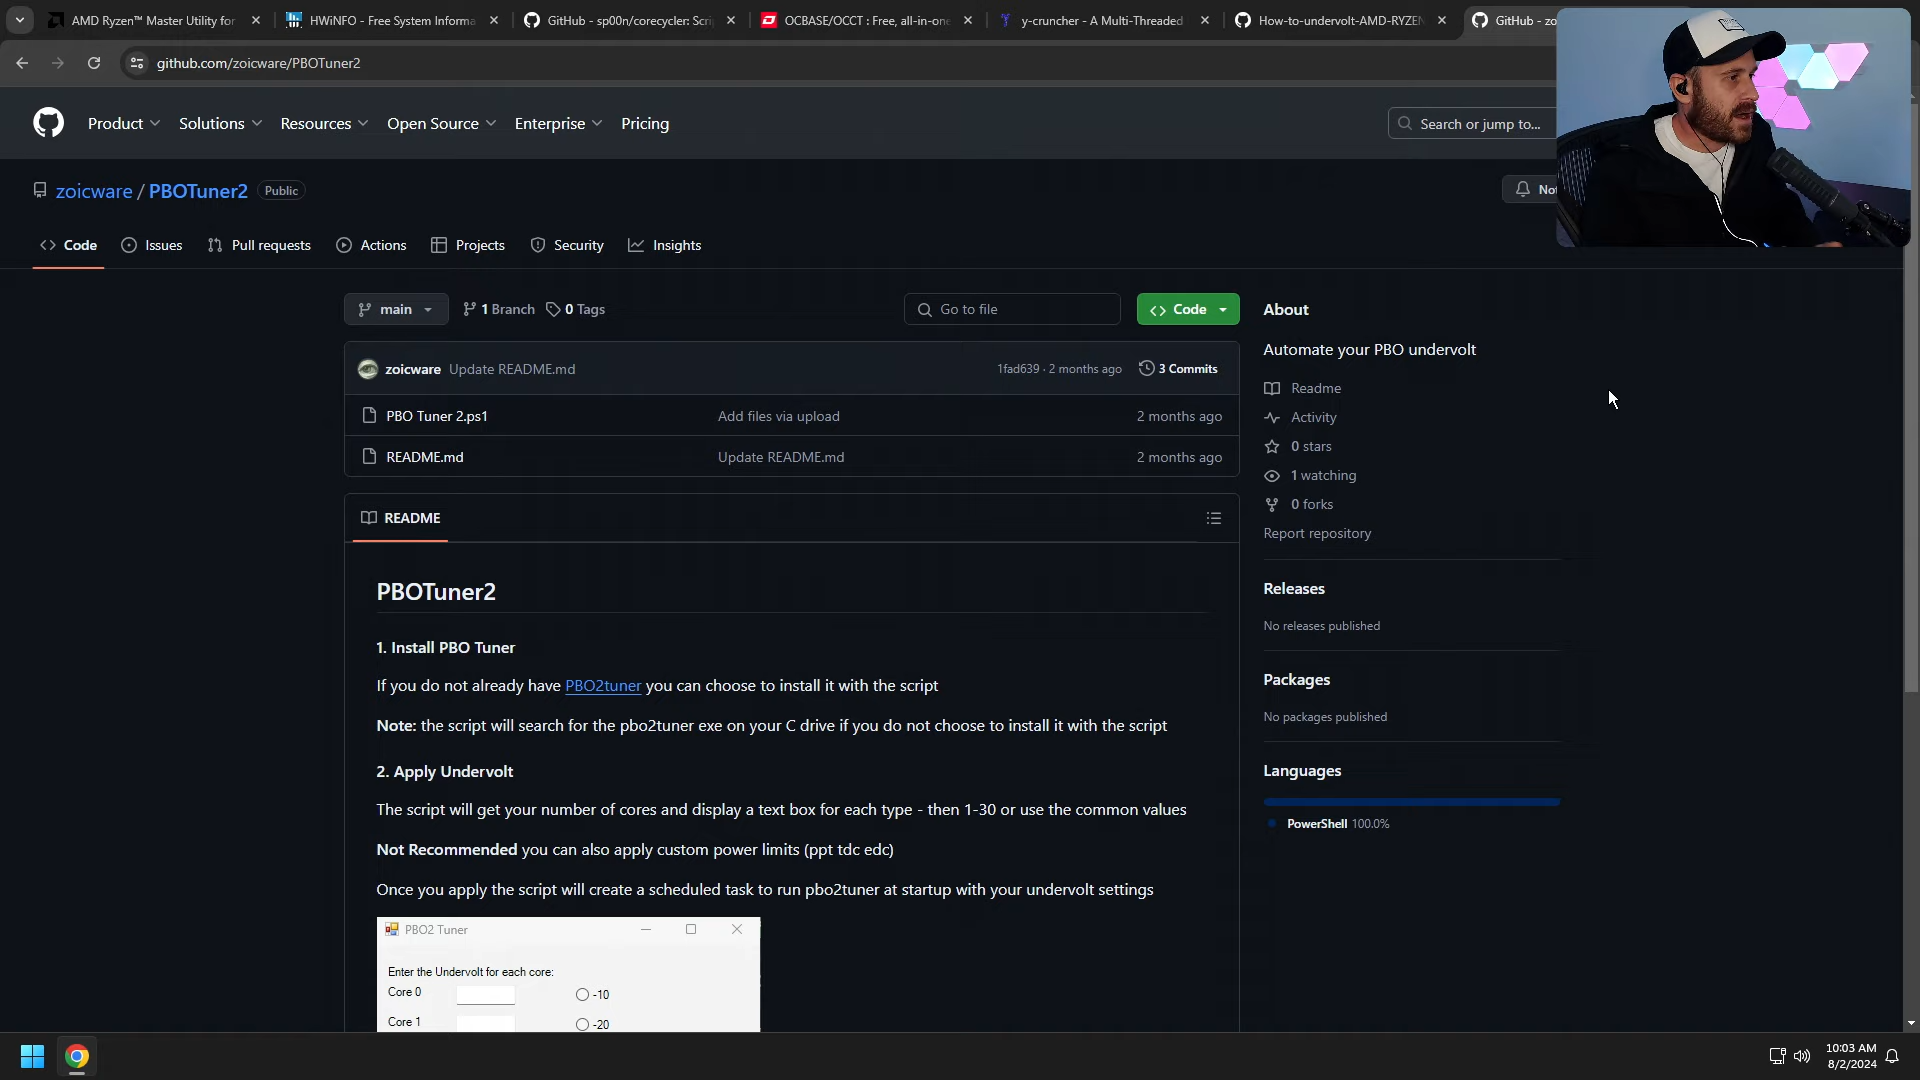 AMD Ryzen™ Master Utility for
HWiNFO - Free System Informa
GitHub - sp00n/corecycler: Scri
OCBASE/OCCT : Free, all-in-one
y-cruncher - A Multi-Threaded
How-to-undervolt-AMD-RYZEN
GitHub - zo
github.com/zoicware/PBOTuner2
Product
Solutions
Resources
Open Source
Enterprise
Pricing
Search or jump to...
zoicware / PBOTuner2 Public
Not
Code
Issues
Pull requests
Actions
Projects
Security
Insights
main
1 Branch
0 Tags
Go to file
Code
zoicware Update README.md
1fad639 · 2 months ago
3 Commits
PBO Tuner 2.ps1
Add files via upload
2 months ago
README.md
Update README.md
2 months ago
README
PBOTuner2
1. Install PBO Tuner
If you do not already have PBO2tuner you can choose to install it with the script
Note: the script will search for the pbo2tuner exe on your C drive if you do not choose to install it with the script
2. Apply Undervolt
The script will get your number of cores and display a text box for each type - then 1-30 or use the common values
Not Recommended you can also apply custom power limits (ppt tdc edc)
Once you apply the script will create a scheduled task to run pbo2tuner at startup with your undervolt settings
PBO2 Tuner
Enter the Undervolt for each core:
Core 0
-10
Core 1
-20
About
Automate your PBO undervolt
Readme
Activity
0 stars
1 watching
0 forks
Report repository
Releases
No releases published
Packages
No packages published
Languages
PowerShell 100.0%
10:03 AM
8/2/2024